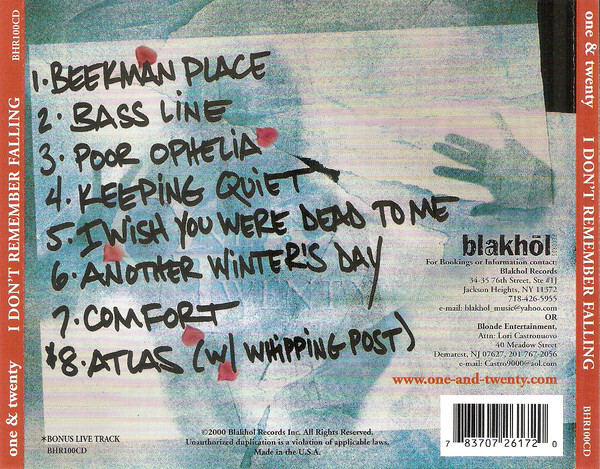 one & twenty I DON'T REMEMBER FALLING BHR100CD
1. BEEKMAN PLACE
2. BASS LINE
3. POOR OPHELIA
4. KEEPING QUIET
5. I WISH YOU WERE DEAD TO ME
6. ANOTHER WINTER'S DAY
7. COMFORT
*8. ATLAS (W/ WHIPPING POST)
blakhōl
For Bookings or Information contact:
Blakhol Records
34-35 76th Street, Ste #1J
Jackson Heights, NY 11372
718-426-5955
e-mail: blakhol_music@yahoo.com
OR
Blonde Entertainment,
Attn: Lori Castronuovo
40 Meadow Street
Demarest, NJ 07627, 201 767-2056
e-mail: Castro9000@aol.com
www.one-and-twenty.com
*BONUS LIVE TRACK
BHR100CD
©2000 Blakhol Records Inc. All Rights Reserved.
Unauthorized duplication is a violation of applicable laws.
Made in the U.S.A.
7 83707 26172 0
one & twenty I DON'T REMEMBER FALLING BHR100CD